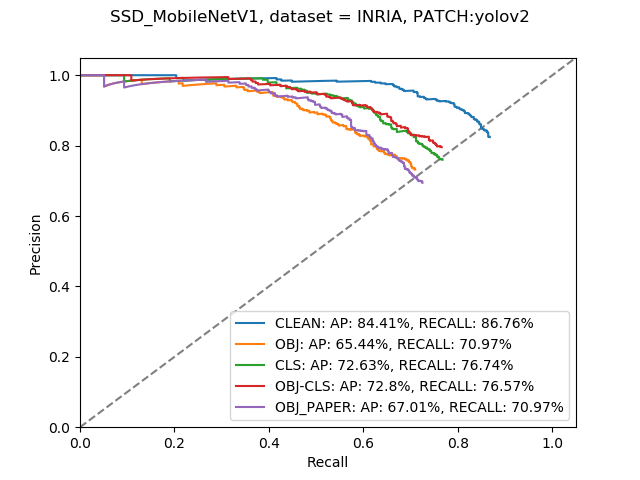 SSD_MobileNetV1, dataset = INRIA, PATCH:yolov2
1.0
0.8
0.6
0.4
0.2
0.0
Precision
CLEAN: AP: 84.41%, RECALL: 86.76%
OBJ: AP: 65.44%, RECALL: 70.97%
CLS: AP: 72.63%, RECALL: 76.74%
OBJ-CLS: AP: 72.8%, RECALL: 76.57%
OBJ_PAPER: AP: 67.01%, RECALL: 70.97%
0.0 0.2 0.4 0.6 0.8 1.0
Recall